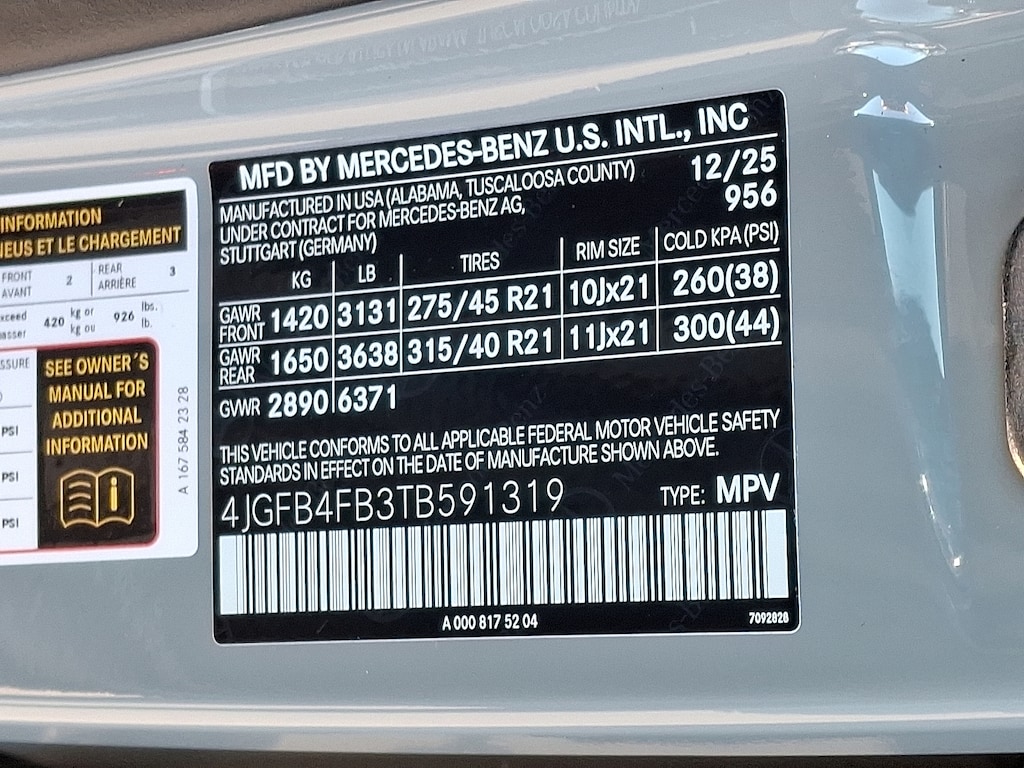 INFORMATION
NEUS ET LE CHARGEMENT
FRONT
AVANT
2
REAR
ARRIÈRE
3
420 kg or
kg ou
926 lbs.
lb.
SSURE
PSI
PSI
PSI
SEE OWNER´S
MANUAL FOR
ADDITIONAL
INFORMATION
A 167 584 23 28
MFD BY MERCEDES-BENZ U.S. INTL., INC
MANUFACTURED IN USA (ALABAMA, TUSCALOOSA COUNTY)
UNDER CONTRACT FOR MERCEDES-BENZ AG,
STUTTGART (GERMANY)
12/25
956
KG LB TIRES RIM SIZE COLD KPA (PSI)
GAWR FRONT 1420 3131 275/45 R21 10Jx21 260(38)
GAWR REAR 1650 3638 315/40 R21 11Jx21 300(44)
GVWR 2890 6371
THIS VEHICLE CONFORMS TO ALL APPLICABLE FEDERAL MOTOR VEHICLE SAFETY
STANDARDS IN EFFECT ON THE DATE OF MANUFACTURE SHOWN ABOVE.
4JGFB4FB3TB591319 TYPE: MPV
A 000 817 52 04
7092828